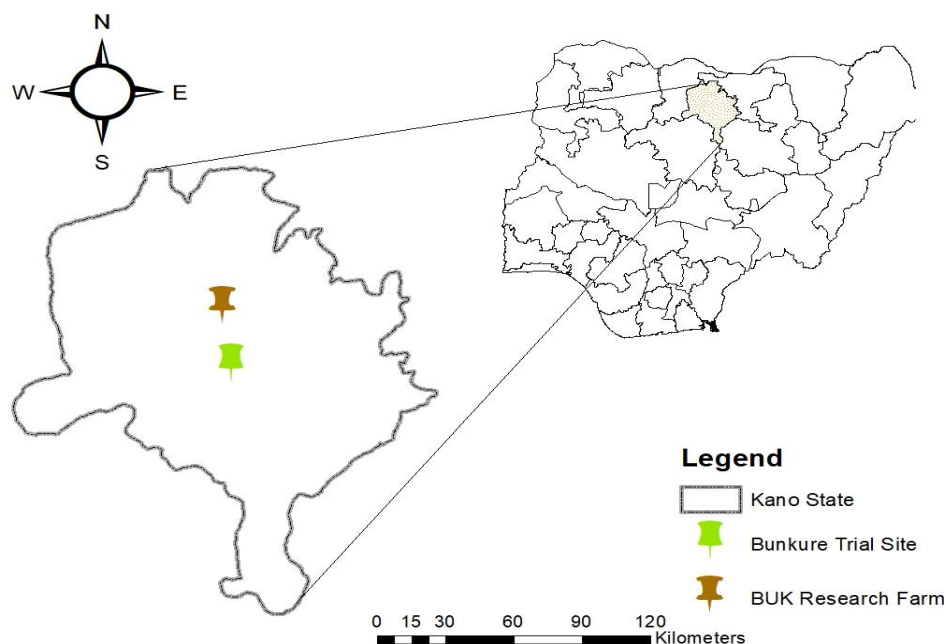 N
W E
S
Legend
Kano State
Bunkure Trial Site
BUK Research Farm
0 15 30 60 90 120
Kilometers